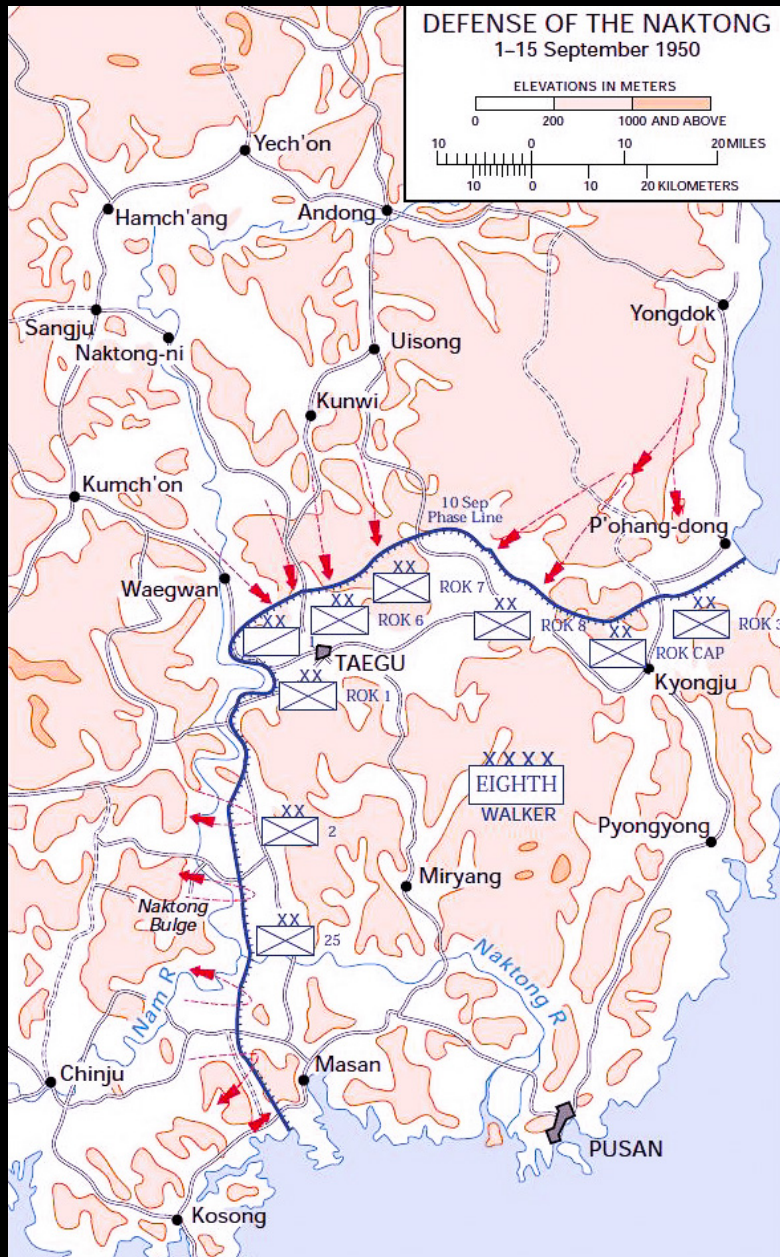 DEFENSE OF THE NAKTONG
1–15 September 1950
ELEVATIONS IN METERS
0 200 1000 AND ABOVE
10 0 10 20 MILES
10 0 10 20 KILOMETERS
Yech'on
Hamch'ang
Andong
Sangju
Naktong-ni
Yongdok
Uisong
Kunwi
Kumch'on
10 Sep
Phase Line
P'ohang-dong
Waegwan
XX
ROK 7
XX
ROK 6
XX
1
XX
ROK 8
XX
ROK CAP
XX
ROK 3
TAEGU
Kyongju
XX
ROK 1
XXXX
EIGHTH
WALKER
XX
2
Pyongyong
Miryang
Naktong
Bulge
XX
25
Nam R
Naktong R
Chinju
Masan
PUSAN
Kosong